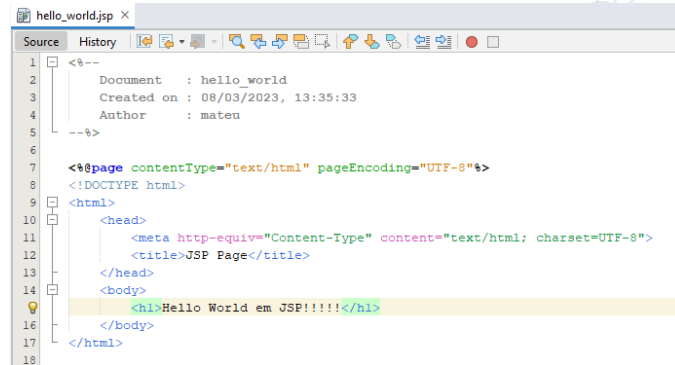 hello_world.jsp ×
Source History
1 <%--
2 Document : hello_world
3 Created on : 08/03/2023, 13:35:33
4 Author : mateu
5 --%>
6
7 <%@page contentType="text/html" pageEncoding="UTF-8"%>
8 <!DOCTYPE html>
9 <html>
10 <head>
11 <meta http-equiv="Content-Type" content="text/html; charset=UTF-8">
12 <title>JSP Page</title>
13 </head>
14 <body>
<h1>Hello World em JSP!!!!!</h1>
16 </body>
17 </html>
18